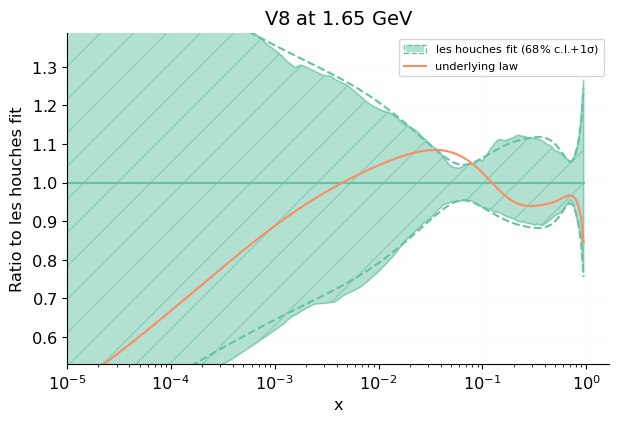 V8 at 1.65 GeV
les houches fit (68% c.l.+1σ)
underlying law
Ratio to les houches fit
1.3
1.2
1.1
1.0
0.9
0.8
0.7
0.6
10⁻⁵ 10⁻⁴ 10⁻³ 10⁻² 10⁻¹ 10⁰
x